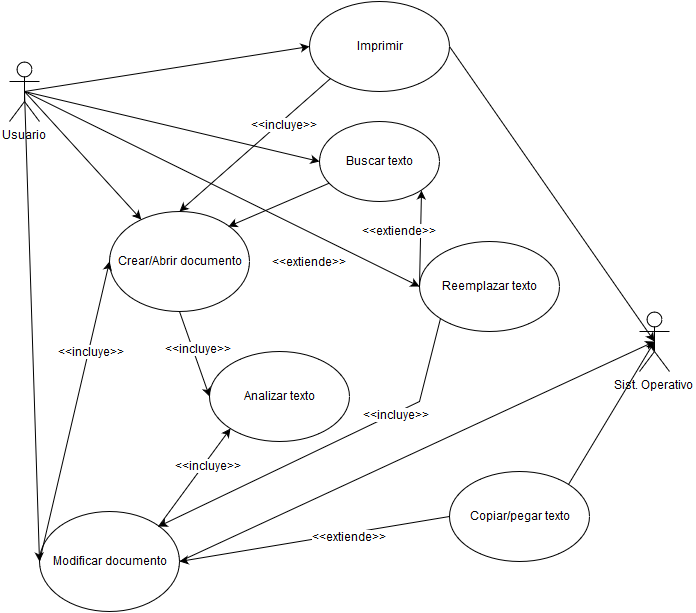 Imprimir
<<incluye>>
Usuario
Buscar texto
<<extiende>>
Crear/Abrir documento
<<extiende>>
Reemplazar texto
<<incluye>>
<<incluye>>
Sist. Operativo
Analizar texto
<<incluye>>
<<incluye>>
Copiar/pegar texto
<<extiende>>
Modificar documento